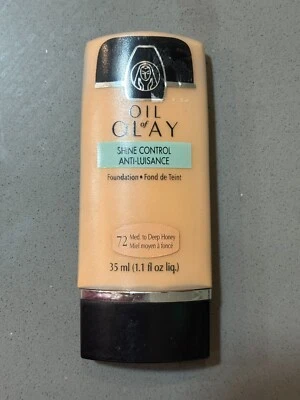 OIL
of
OLAY
SHINE CONTROL
ANTI-LUISANCE
Foundation • Fond de Teint
72 Med. to Deep Honey
Miel moyen à foncé
35 ml (1.1 fl oz liq.)